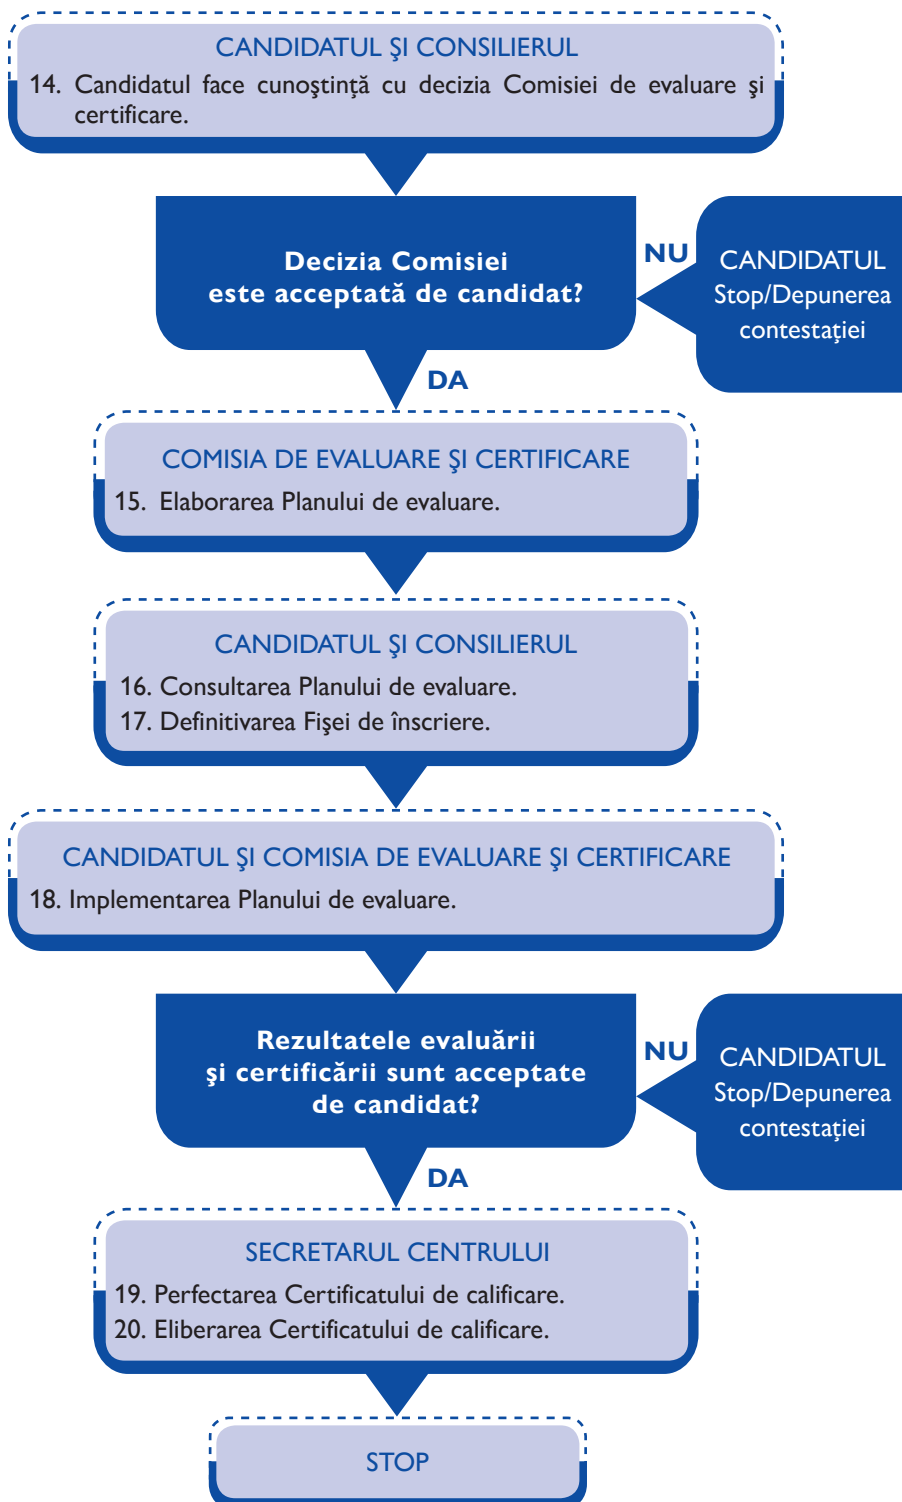 CANDIDATUL ŞI CONSILIERUL
14. Candidatul face cunoştinţă cu decizia Comisiei de evaluare şi
certificare.
Decizia Comisiei
este acceptată de candidat?
NU
CANDIDATUL
Stop/Depunerea
contestaţiei
DA
COMISIA DE EVALUARE ŞI CERTIFICARE
15. Elaborarea Planului de evaluare.
CANDIDATUL ŞI CONSILIERUL
16. Consultarea Planului de evaluare.
17. Definitivarea Fişei de înscriere.
CANDIDATUL ŞI COMISIA DE EVALUARE ŞI CERTIFICARE
18. Implementarea Planului de evaluare.
Rezultatele evaluării
şi certificării sunt acceptate
de candidat?
NU
CANDIDATUL
Stop/Depunerea
contestaţiei
DA
SECRETARUL CENTRULUI
19. Perfectarea Certificatului de calificare.
20. Eliberarea Certificatului de calificare.
STOP